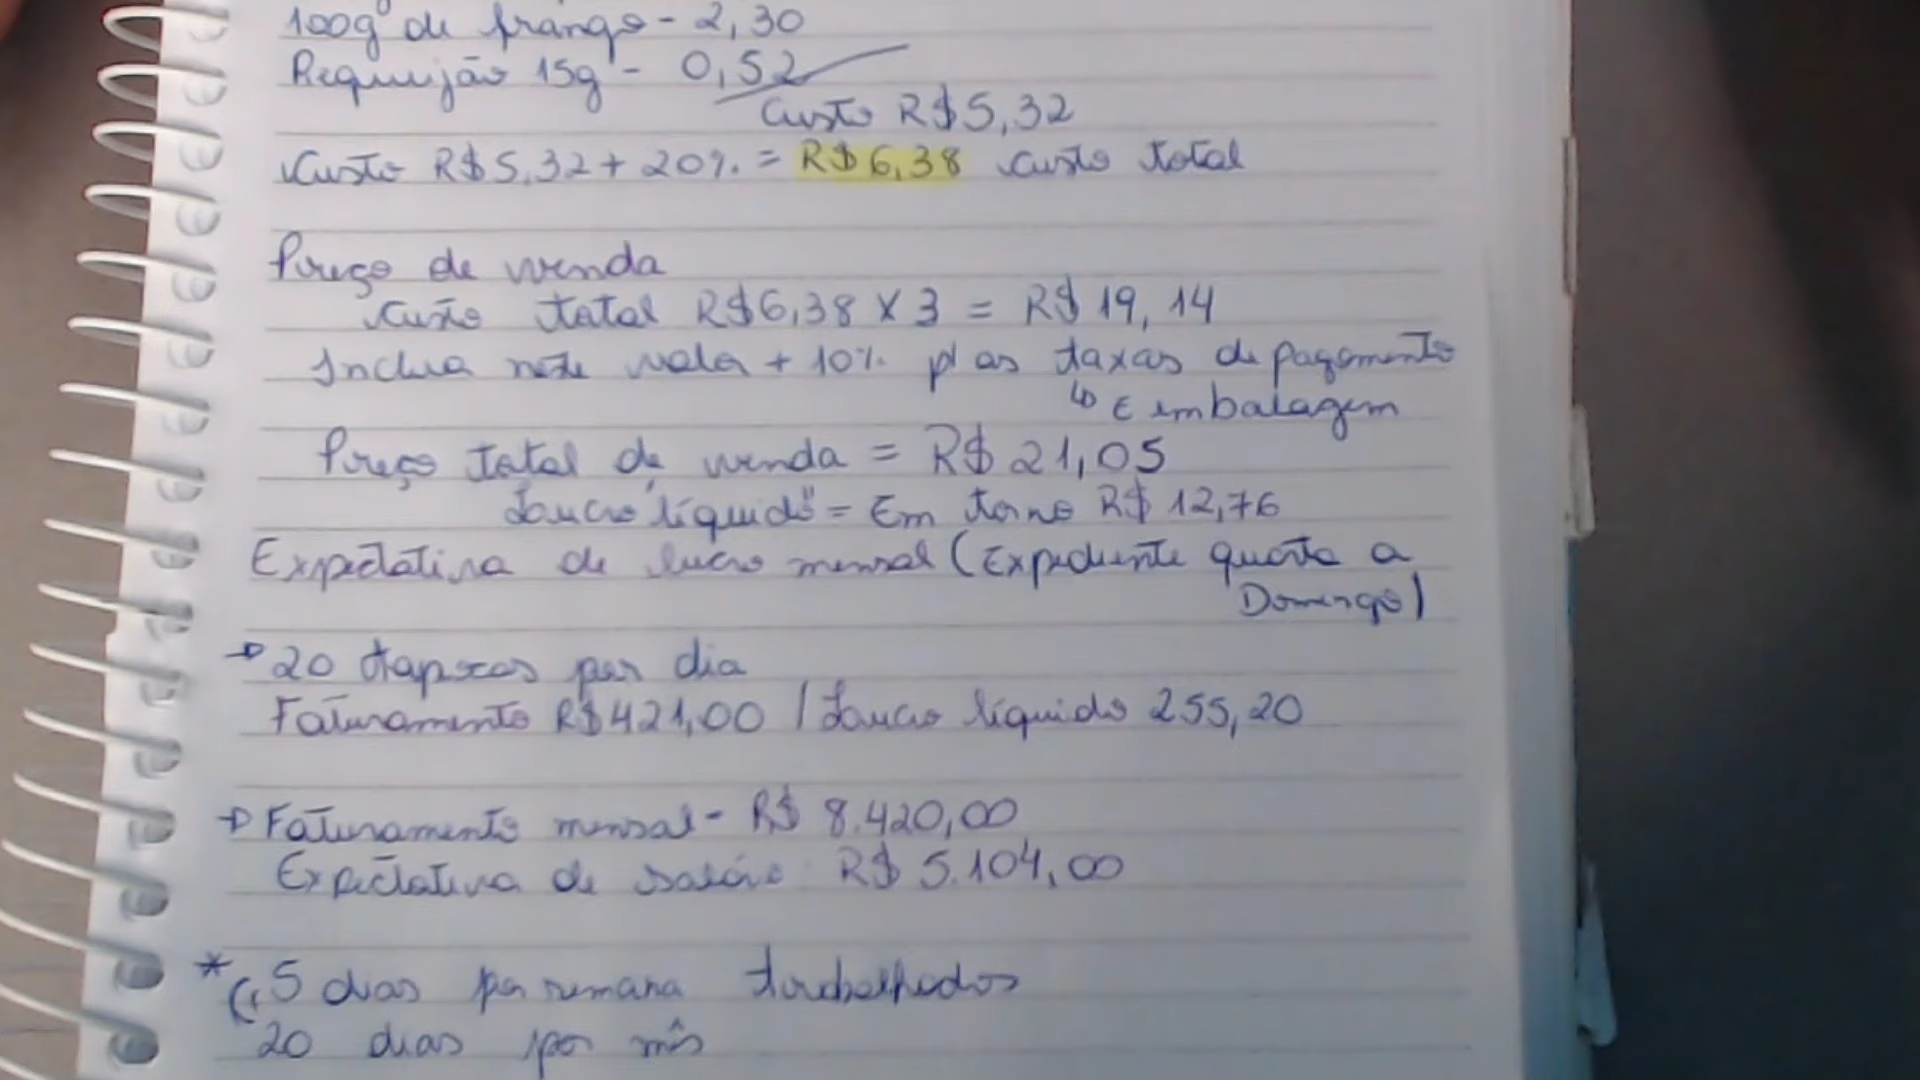 100g de frango - 2,30
Requeijão 15g - 0,52
Custo R$5,32
Custo R$5,32 + 20% = R$6,38 custo total
Preço de venda
Custo total R$6,38 x 3 = R$ 19,14
Inclua neste valor + 10% p/ as taxas de pagamento
↳ Embalagem
Preço total de venda = R$ 21,05
"Lucro líquido" = Em torno R$ 12,76
Expectativa de lucro mensal (Expediente quarta a
Domingo)
→ 20 tapiocas por dia
Faturamento R$421,00 / Lucro líquido 255,20
→ Faturamento mensal - R$ 8.420,00
Expectativa de salário R$ 5.104,00
* 5 dias por semana trabalhados
20 dias por mês